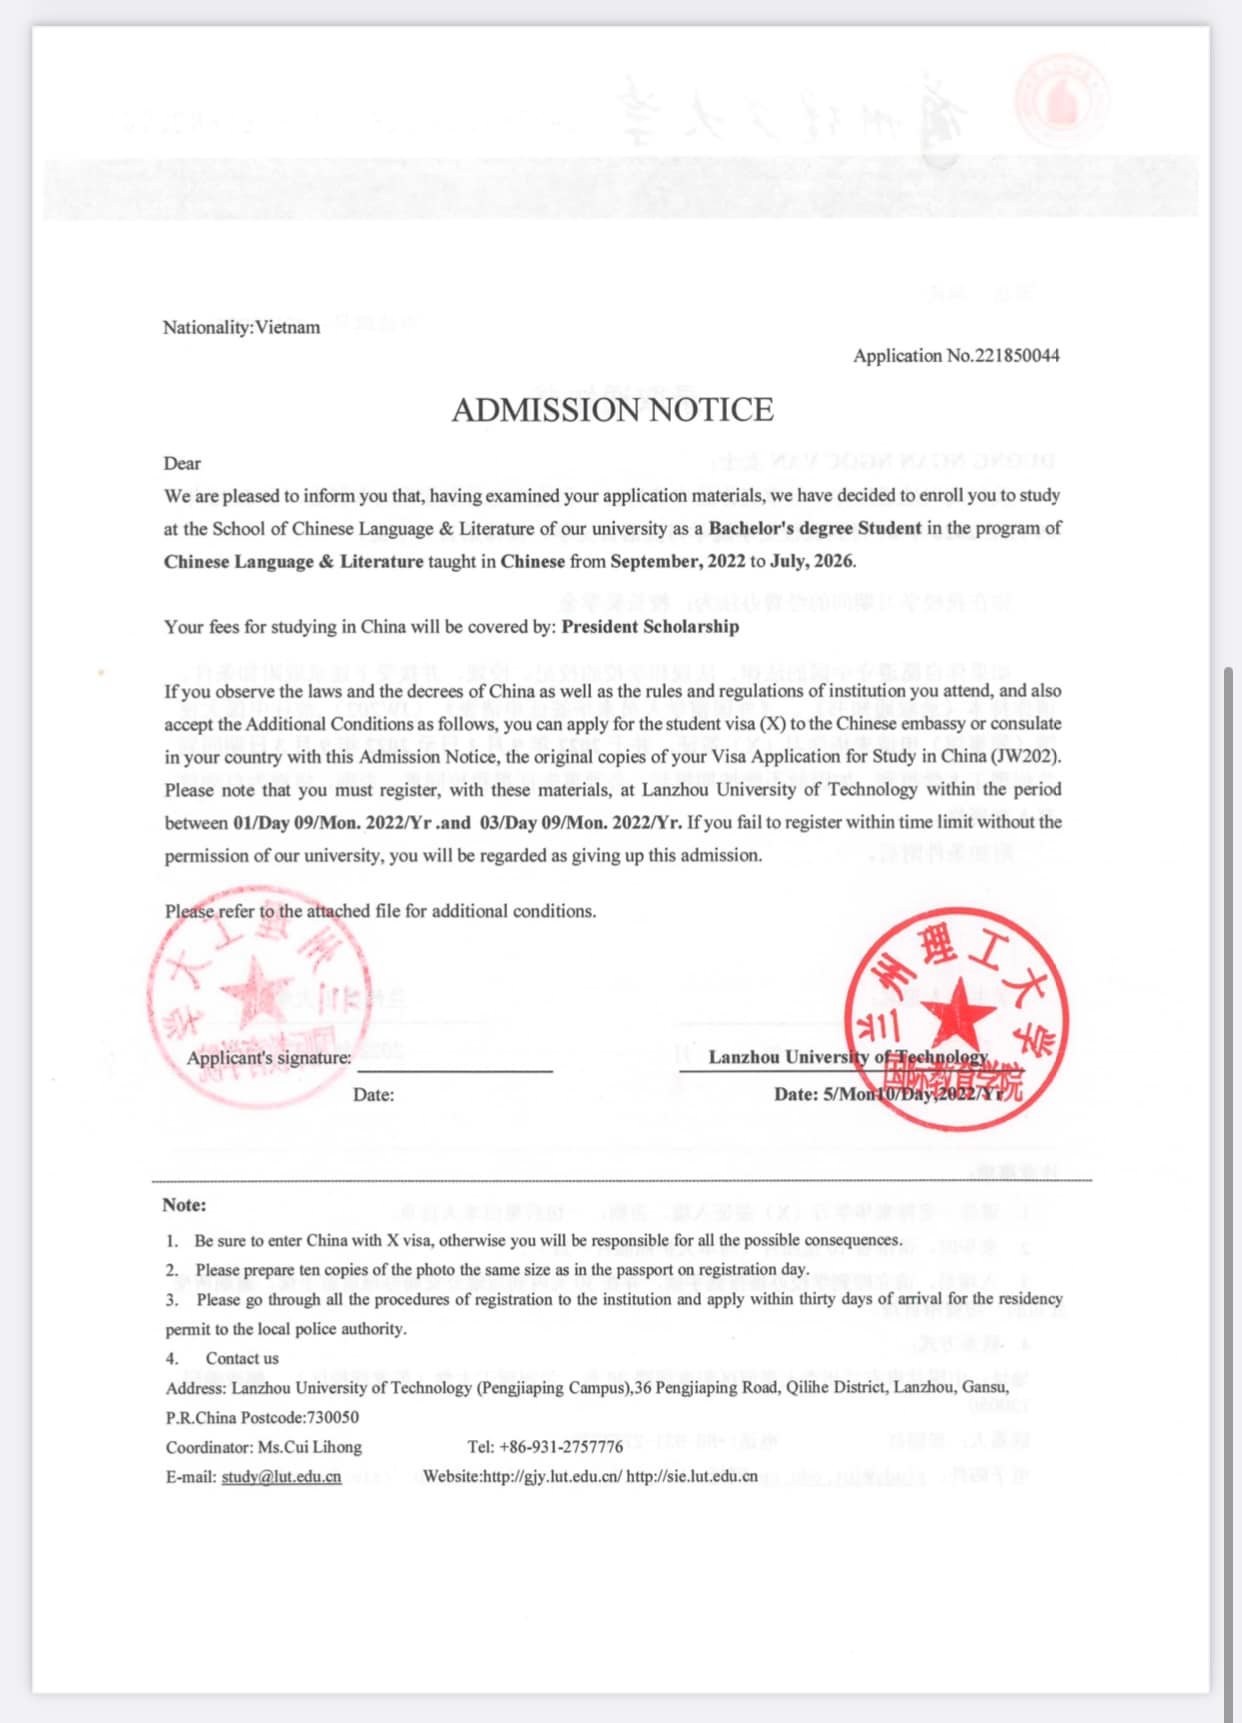 Nationality:Vietnam
Application No.221850044
ADMISSION NOTICE
Dear
We are pleased to inform you that, having examined your application materials, we have decided to enroll you to study
at the School of Chinese Language & Literature of our university as a Bachelor's degree Student in the program of
Chinese Language & Literature taught in Chinese from September, 2022 to July, 2026.
Your fees for studying in China will be covered by: President Scholarship
If you observe the laws and the decrees of China as well as the rules and regulations of institution you attend, and also
accept the Additional Conditions as follows, you can apply for the student visa (X) to the Chinese embassy or consulate
in your country with this Admission Notice, the original copies of your Visa Application for Study in China (JW202).
Please note that you must register, with these materials, at Lanzhou University of Technology within the period
between 01/Day 09/Mon. 2022/Yr .and 03/Day 09/Mon. 2022/Yr. If you fail to register within time limit without the
permission of our university, you will be regarded as giving up this admission.
Please refer to the attached file for additional conditions.
兰州理工大学
国际教育学院
Applicant's signature:
Lanzhou University of Technology
Date:
Date: 5/Mon10/Day,2022/Yr
Note:
1. Be sure to enter China with X visa, otherwise you will be responsible for all the possible consequences.
2. Please prepare ten copies of the photo the same size as in the passport on registration day.
3. Please go through all the procedures of registration to the institution and apply within thirty days of arrival for the residency
permit to the local police authority.
4. Contact us
Address: Lanzhou University of Technology (Pengjiaping Campus),36 Pengjiaping Road, Qilihe District, Lanzhou, Gansu,
P.R.China Postcode:730050
Coordinator: Ms.Cui Lihong Tel: +86-931-2757776
E-mail: study@lut.edu.cn Website:http://gjy.lut.edu.cn/ http://sie.lut.edu.cn